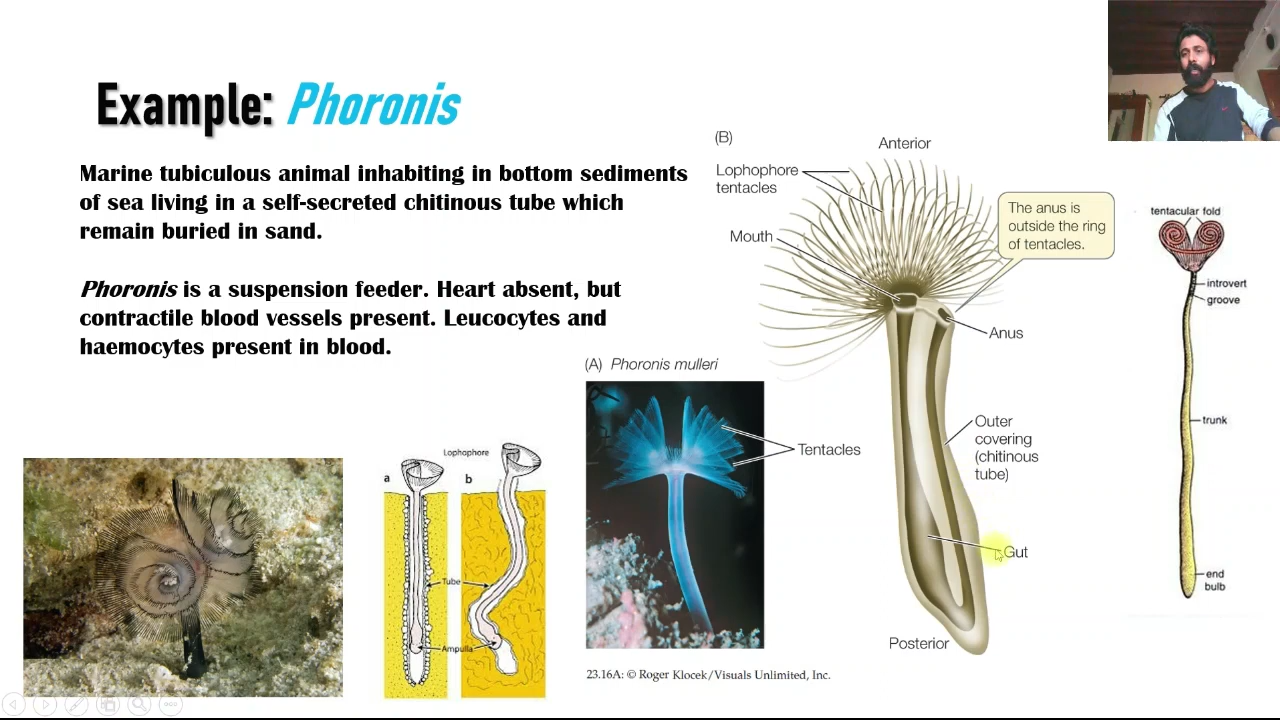 Example: Phoronis
Marine tubiculous animal inhabiting in bottom sediments
of sea living in a self-secreted chitinous tube which
remain buried in sand.
Phoronis is a suspension feeder. Heart absent, but
contractile blood vessels present. Leucocytes and
haemocytes present in blood.
(B)
Anterior
Lophophore
tentacles
Mouth
The anus is
outside the ring
of tentacles.
Anus
Outer
covering
(chitinous
tube)
Gut
Posterior
tentacular fold
introvert
groove
trunk
end
bulb
(A) Phoronis mulleri
Tentacles
23.16A: © Roger Klocek/Visuals Unlimited, Inc.
Lophophore
a
b
Tube
Ampulla